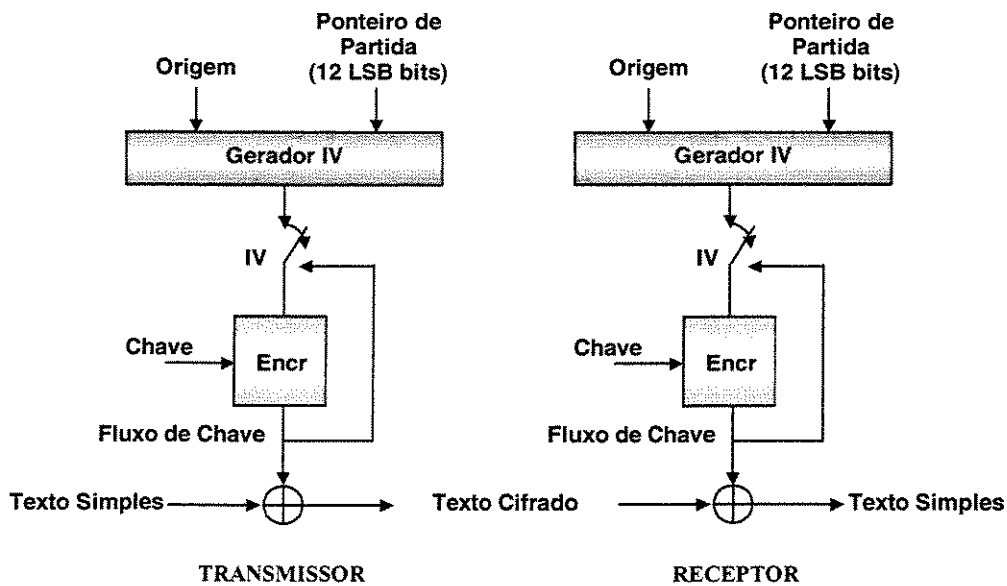 Origem
Ponteiro de
Partida
(12 LSB bits)
Gerador IV
IV
Chave
Encr
Fluxo de Chave
Texto Simples
Texto Cifrado
TRANSMISSOR
Origem
Ponteiro de
Partida
(12 LSB bits)
Gerador IV
IV
Chave
Encr
Fluxo de Chave
Texto Simples
RECEPTOR